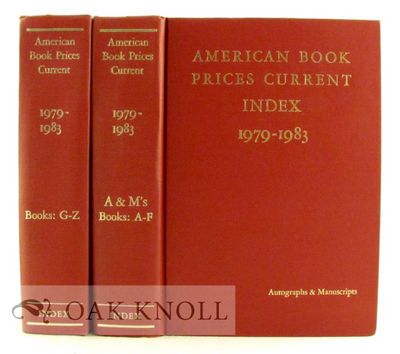 American
Book Prices
Current
1979-
1983
Books: G-Z
INDEX
American
Book Prices
Current
1979-
1983
A & M's
Books: A-F
INDEX
AMERICAN BOOK
PRICES CURRENT
INDEX
1979-1983
Autographs & Manuscripts
OAK KNOLL